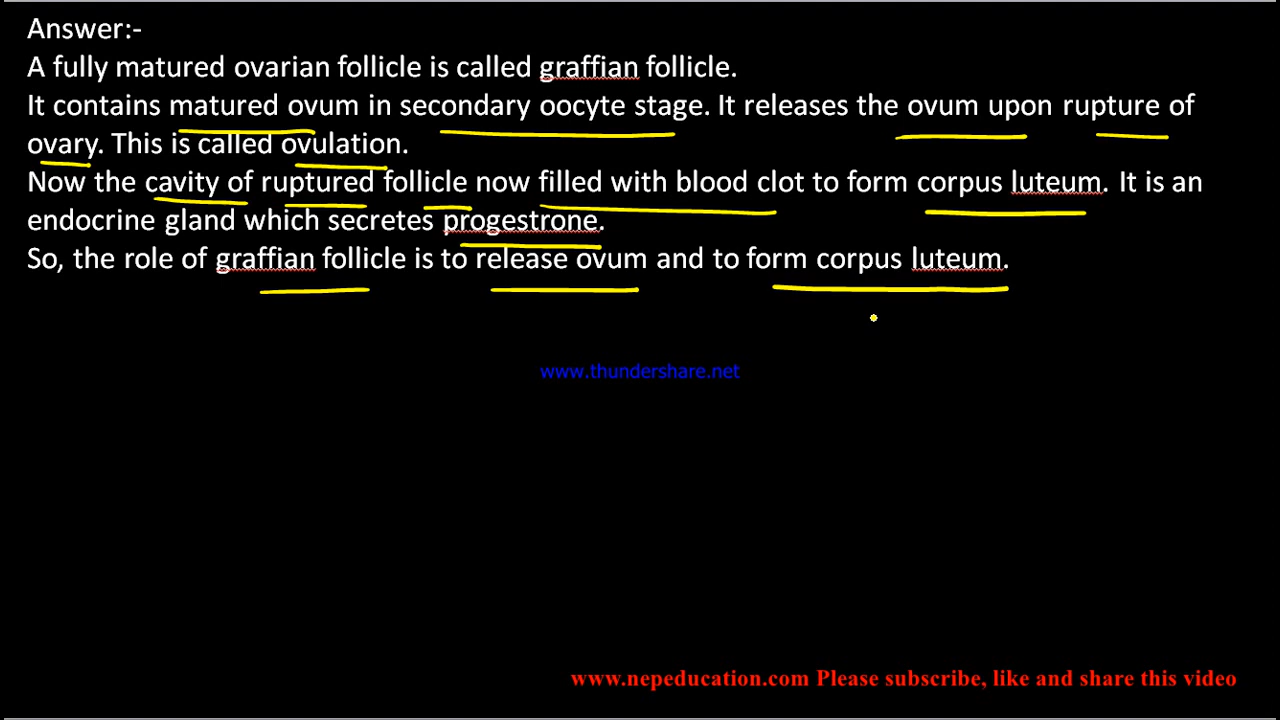 Answer:-
A fully matured ovarian follicle is called graffian follicle.
It contains matured ovum in secondary oocyte stage. It releases the ovum upon rupture of
ovary. This is called ovulation.
Now the cavity of ruptured follicle now filled with blood clot to form corpus luteum. It is an
endocrine gland which secretes progestrone.
So, the role of graffian follicle is to release ovum and to form corpus luteum.
www.thundershare.net
www.nepeducation.com Please subscribe, like and share this video